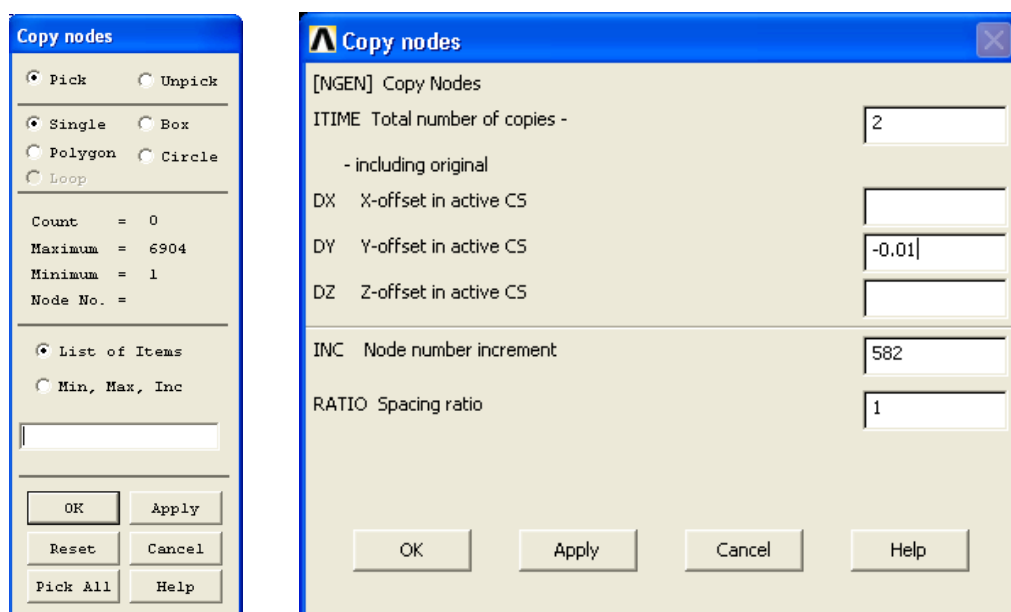 Copy nodes
Pick Unpick
Single Box
Polygon Circle
Loop
Count = 0
Maximum = 6904
Minimum = 1
Node No. =
List of Items
Min, Max, Inc
OK Apply
Reset Cancel
Pick All Help
Copy nodes
[NGEN] Copy Nodes
ITIME Total number of copies - 2
- including original
DX X-offset in active CS
DY Y-offset in active CS -0.01
DZ Z-offset in active CS
INC Node number increment 582
RATIO Spacing ratio 1
OK Apply Cancel Help